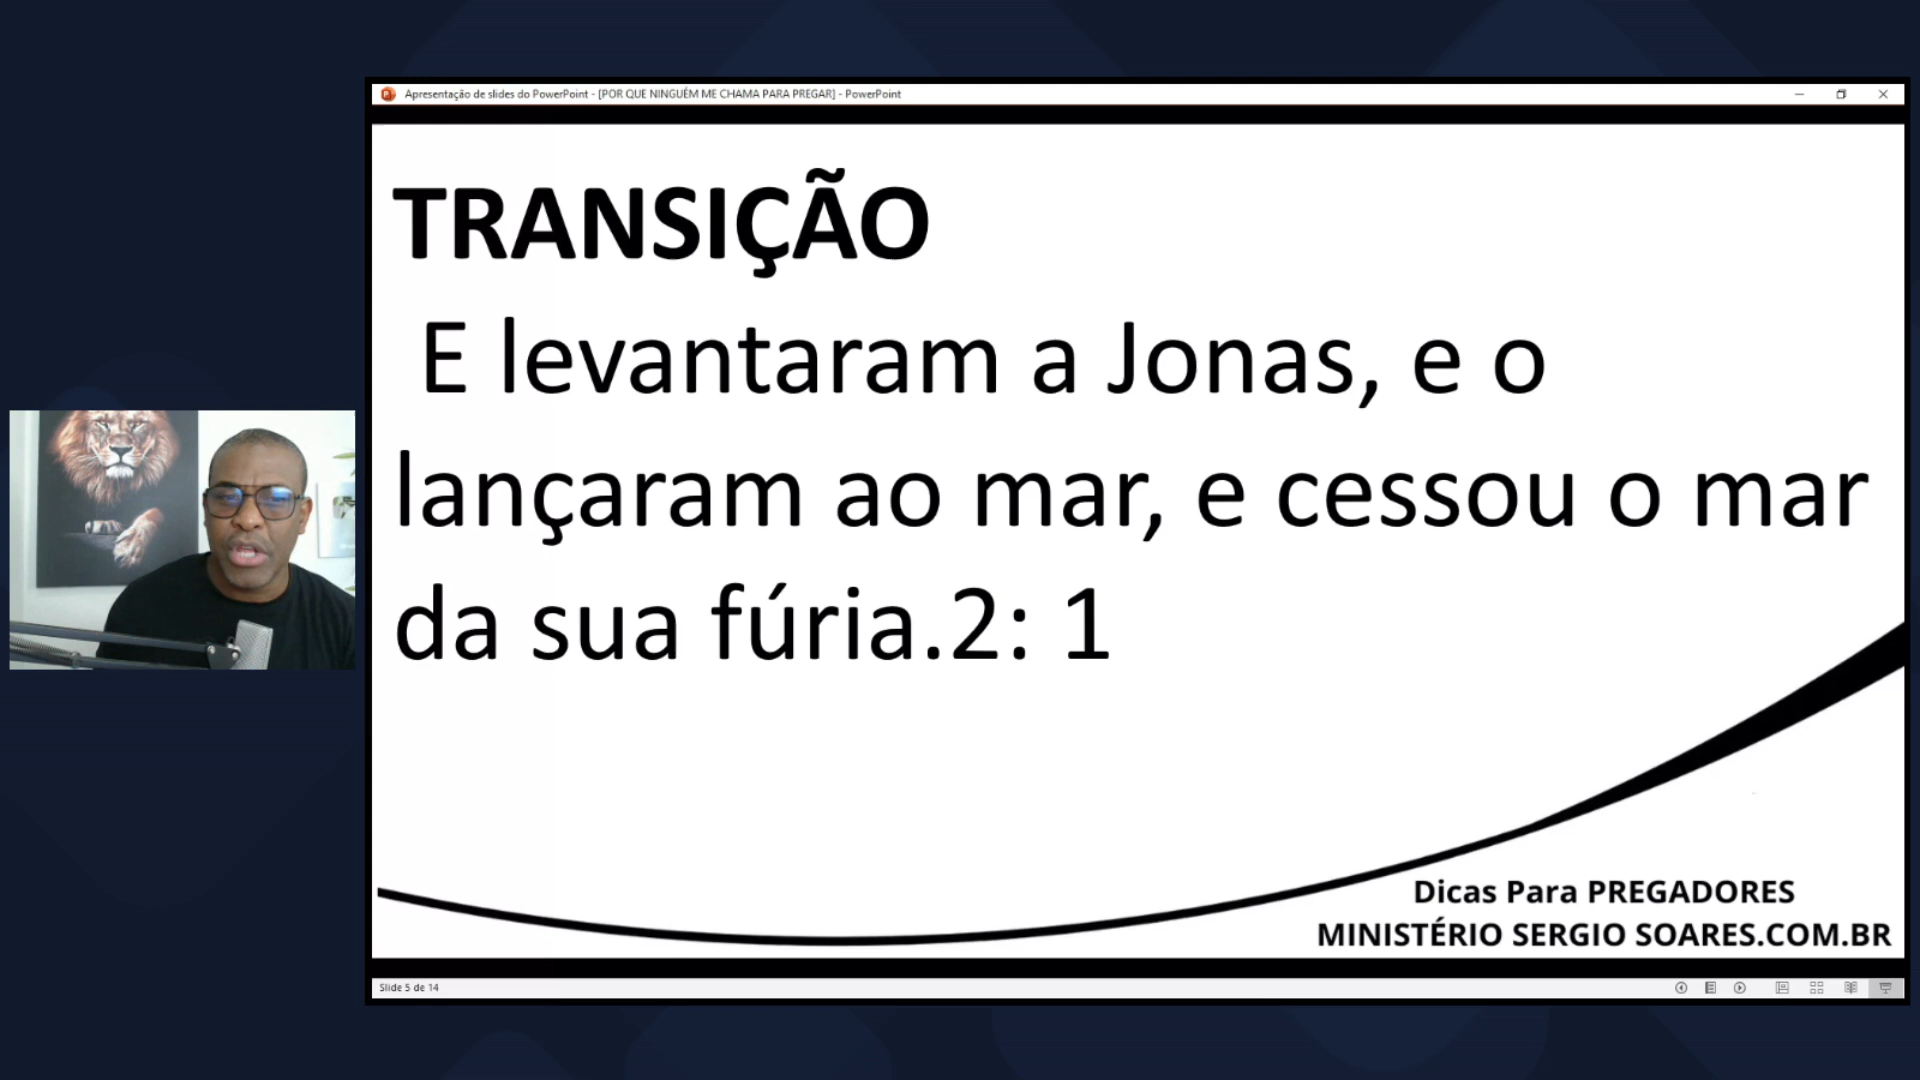 Apresentação de slides do PowerPoint - [POR QUE NINGUÉM ME CHAMA PARA PREGAR] - PowerPoint
TRANSIÇÃO
E levantaram a Jonas, e o
lançaram ao mar, e cessou o mar
da sua fúria.2: 1
Dicas Para PREGADORES
MINISTÉRIO SERGIO SOARES.COM.BR
Slide 5 de 14